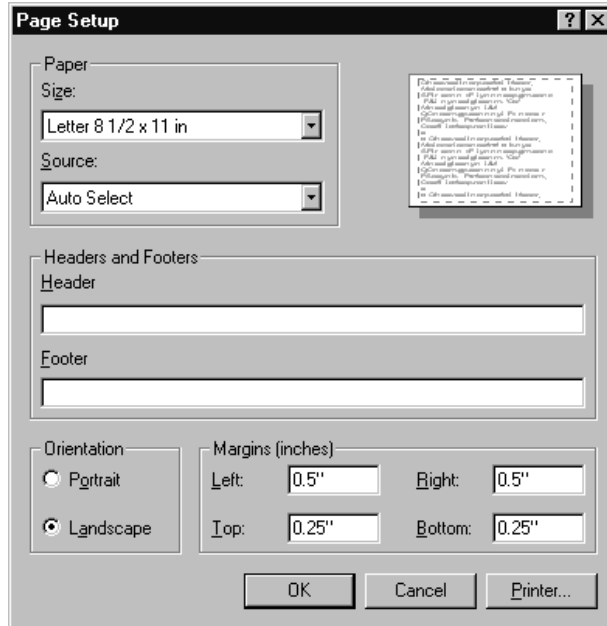 Page Setup
Paper
Size:
Letter 8 1/2 x 11 in
Source:
Auto Select
Headers and Footers
Header
Footer
Orientation
Portrait
Landscape
Margins (inches)
Left: 0.5" Right: 0.5"
Top: 0.25" Bottom: 0.25"
OK Cancel Printer...